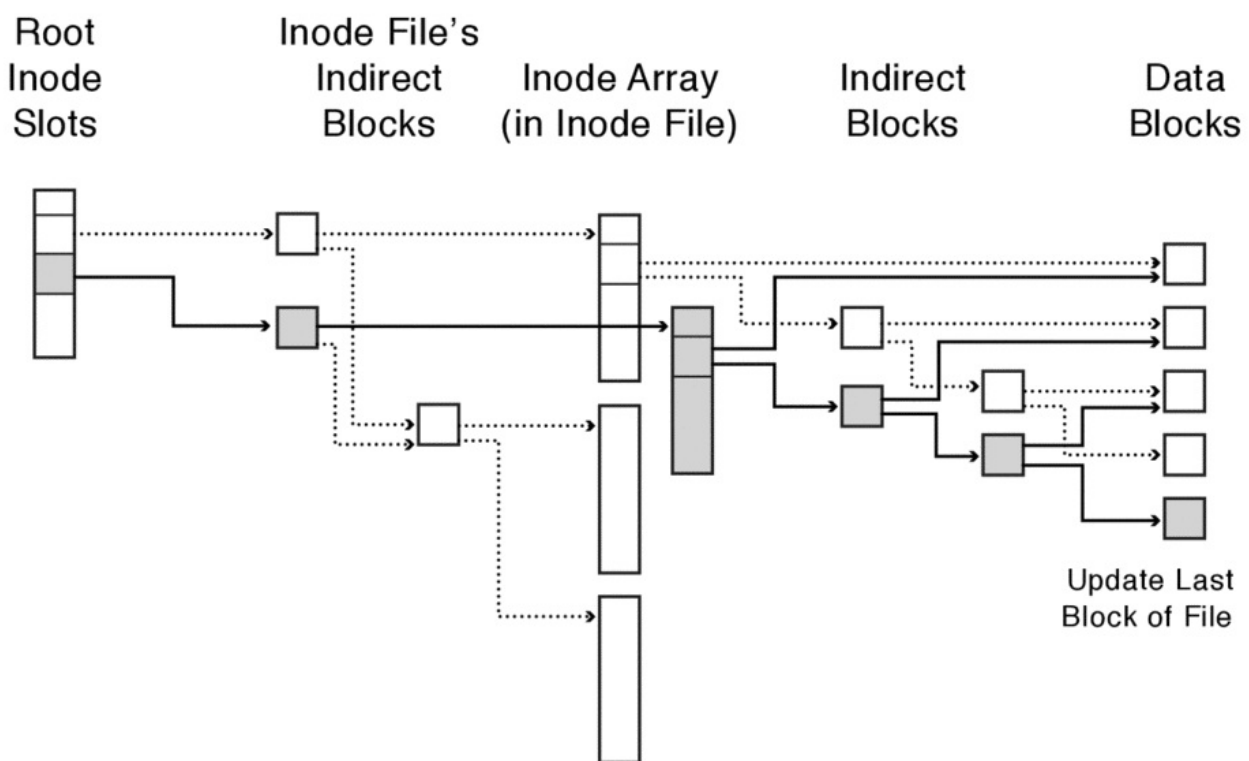 Root
Inode
Slots
Inode File's
Indirect
Blocks
Inode Array
(in Inode File)
Indirect
Blocks
Data
Blocks
Update Last
Block of File